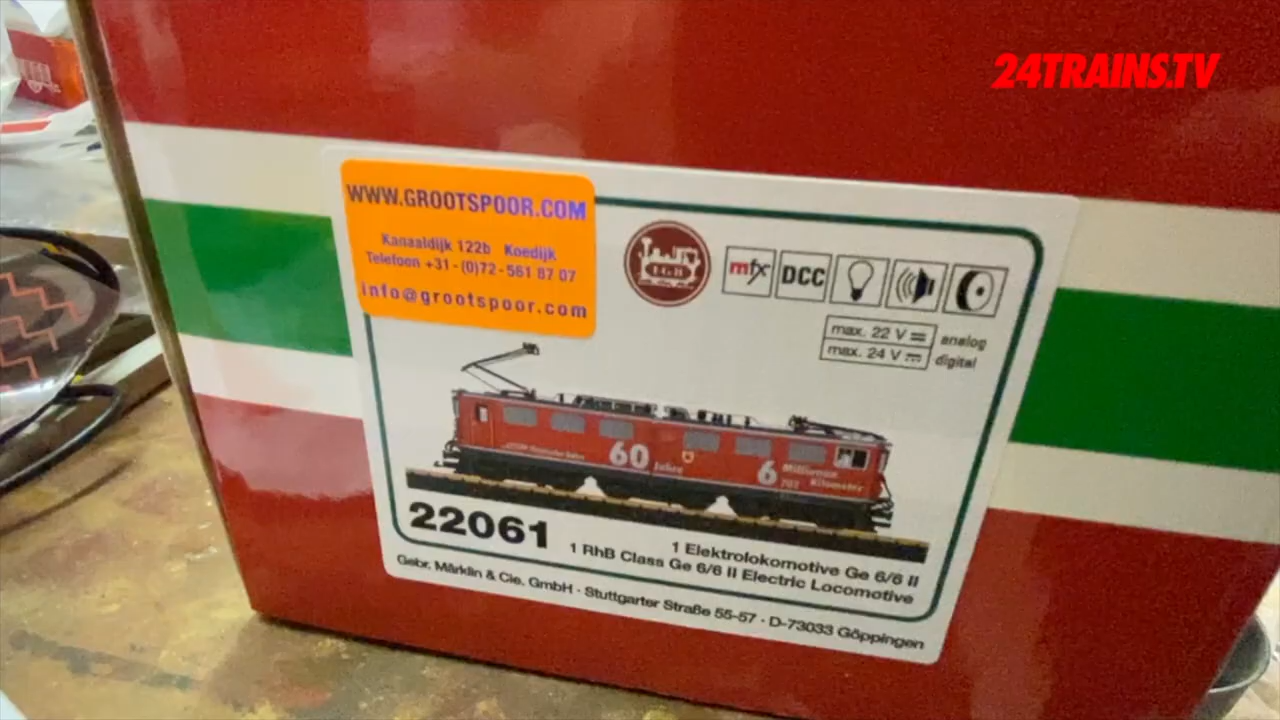 24TRAINS.TV
WWW.GROOTSPOOR.COM
Kanaaldijk 122b Koedijk
Telefoon +31-(0)72-561 87 07
info@grootspoor.com
LGB
mfx DCC
max. 22 V analog
max. 24 V digital
60 Jahre
6 Millionen
702 Kilometer
22061
1 Elektrolokomotive Ge 6/6 II
1 RhB Class Ge 6/6 II Electric Locomotive
Gebr. Märklin & Cie. GmbH · Stuttgarter Straße 55-57 · D-73033 Göppingen